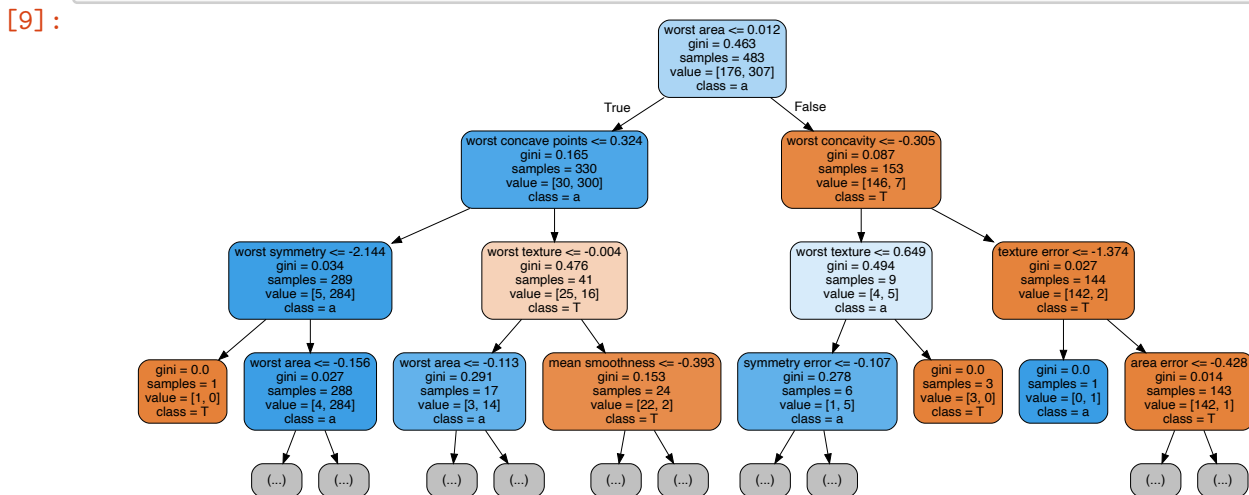 [9]:
worst area <= 0.012
gini = 0.463
samples = 483
value = [176, 307]
class = a
True
False
worst concave points <= 0.324
gini = 0.165
samples = 330
value = [30, 300]
class = a
worst concavity <= -0.305
gini = 0.087
samples = 153
value = [146, 7]
class = T
worst symmetry <= -2.144
gini = 0.034
samples = 289
value = [5, 284]
class = a
worst texture <= -0.004
gini = 0.476
samples = 41
value = [25, 16]
class = T
worst texture <= 0.649
gini = 0.494
samples = 9
value = [4, 5]
class = a
texture error <= -1.374
gini = 0.027
samples = 144
value = [142, 2]
class = T
gini = 0.0
samples = 1
value = [1, 0]
class = T
worst area <= -0.156
gini = 0.027
samples = 288
value = [4, 284]
class = a
worst area <= -0.113
gini = 0.291
samples = 17
value = [3, 14]
class = a
mean smoothness <= -0.393
gini = 0.153
samples = 24
value = [22, 2]
class = T
symmetry error <= -0.107
gini = 0.278
samples = 6
value = [1, 5]
class = a
gini = 0.0
samples = 3
value = [3, 0]
class = T
gini = 0.0
samples = 1
value = [0, 1]
class = a
area error <= -0.428
gini = 0.014
samples = 143
value = [142, 1]
class = T
(...)
(...)
(...)
(...)
(...)
(...)
(...)
(...)
(...)
(...)